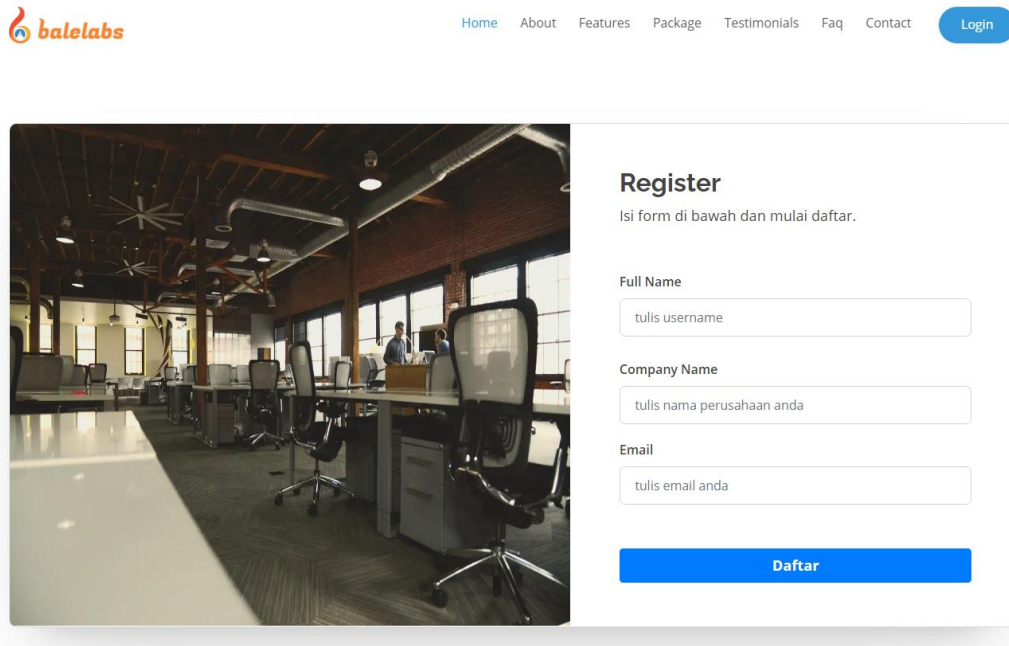 balelabs
Home About Features Package Testimonials Faq Contact Login
Register
Isi form di bawah dan mulai daftar.
Full Name
tulis username
Company Name
tulis nama perusahaan anda
Email
tulis email anda
Daftar